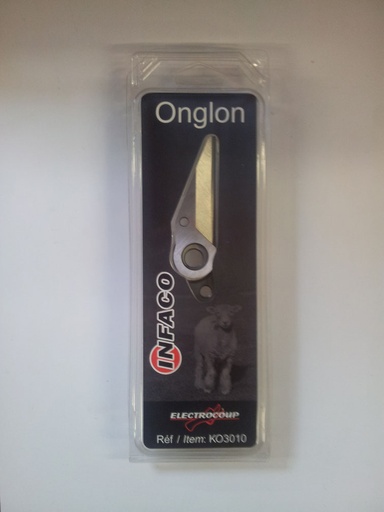 Onglon
INFACO
ELECTROCOUP
Réf / Item: KO3010